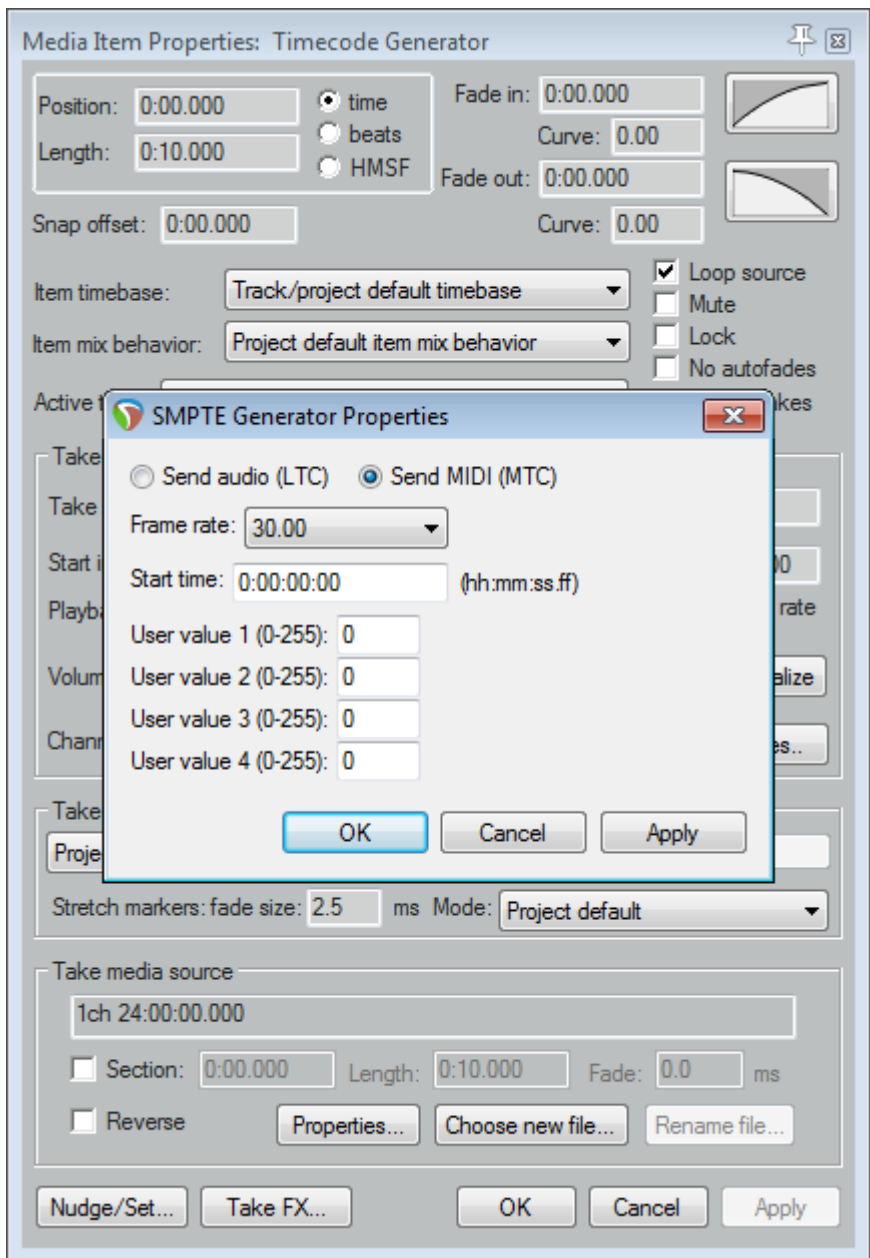 Media Item Properties: Timecode Generator
Position: 0:00.000
time
Fade in: 0:00.000
beats
Curve: 0.00
Length: 0:10.000
HMSF
Fade out: 0:00.000
Snap offset: 0:00.000
Curve: 0.00
Item timebase: Track/project default timebase
Loop source
Mute
Item mix behavior: Project default item mix behavior
Lock
No autofades
Active
SMPTE Generator Properties
Take
Send audio (LTC) Send MIDI (MTC)
Take
Frame rate: 30.00
Start
Start time: 0:00:00:00 (hh:mm:ss.ff)
rate
User value 1 (0-255): 0
User value 2 (0-255): 0
User value 3 (0-255): 0
User value 4 (0-255): 0
Take
OK Cancel Apply
Stretch markers: fade size: 2.5 ms Mode: Project default
Take media source
1ch 24:00:00.000
Section: 0:00.000 Length: 0:10.000 Fade: 0.0 ms
Reverse Properties... Choose new file... Rename file...
Nudge/Set... Take FX... OK Cancel Apply